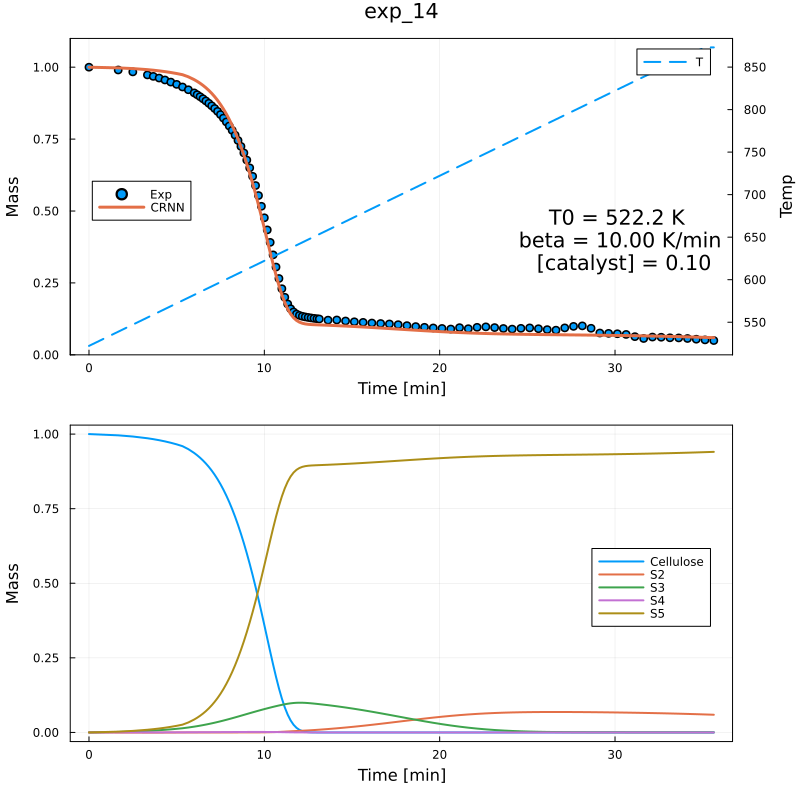 exp_14
1.00
0.75
0.50
0.25
0.00
Mass
0
10
20
30
Time [min]
850
800
750
700
650
600
550
Temp
T
Exp
CRNN
T0 = 522.2 K
beta = 10.00 K/min
[catalyst] = 0.10
1.00
0.75
0.50
0.25
0.00
Mass
0
10
20
30
Time [min]
Cellulose
S2
S3
S4
S5